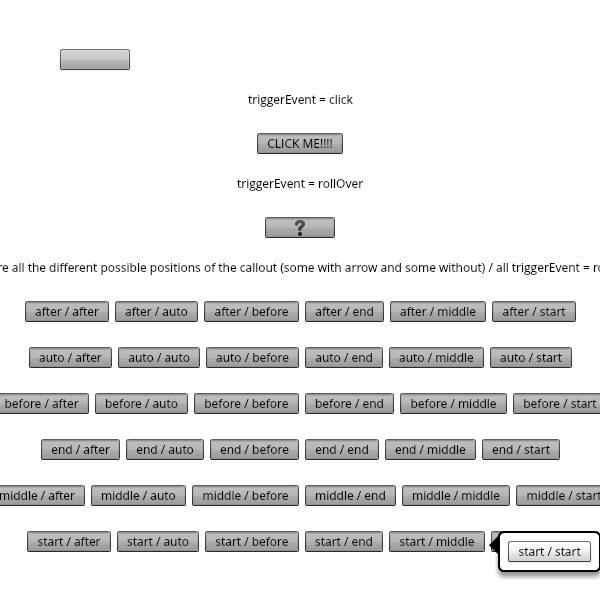 triggerEvent = click
CLICK ME!!!!
triggerEvent = rollOver
?
all the different possible positions of the callout (some with arrow and some without) / all triggerEvent =
after / after after / auto after / before after / end after / middle after / start
auto / after auto / auto auto / before auto / end auto / middle auto / start
before / after before / auto before / before before / end before / middle before / start
end / after end / auto end / before end / end end / middle end / start
middle / after middle / auto middle / before middle / end middle / middle middle / start
start / after start / auto start / before start / end start / middle start / start